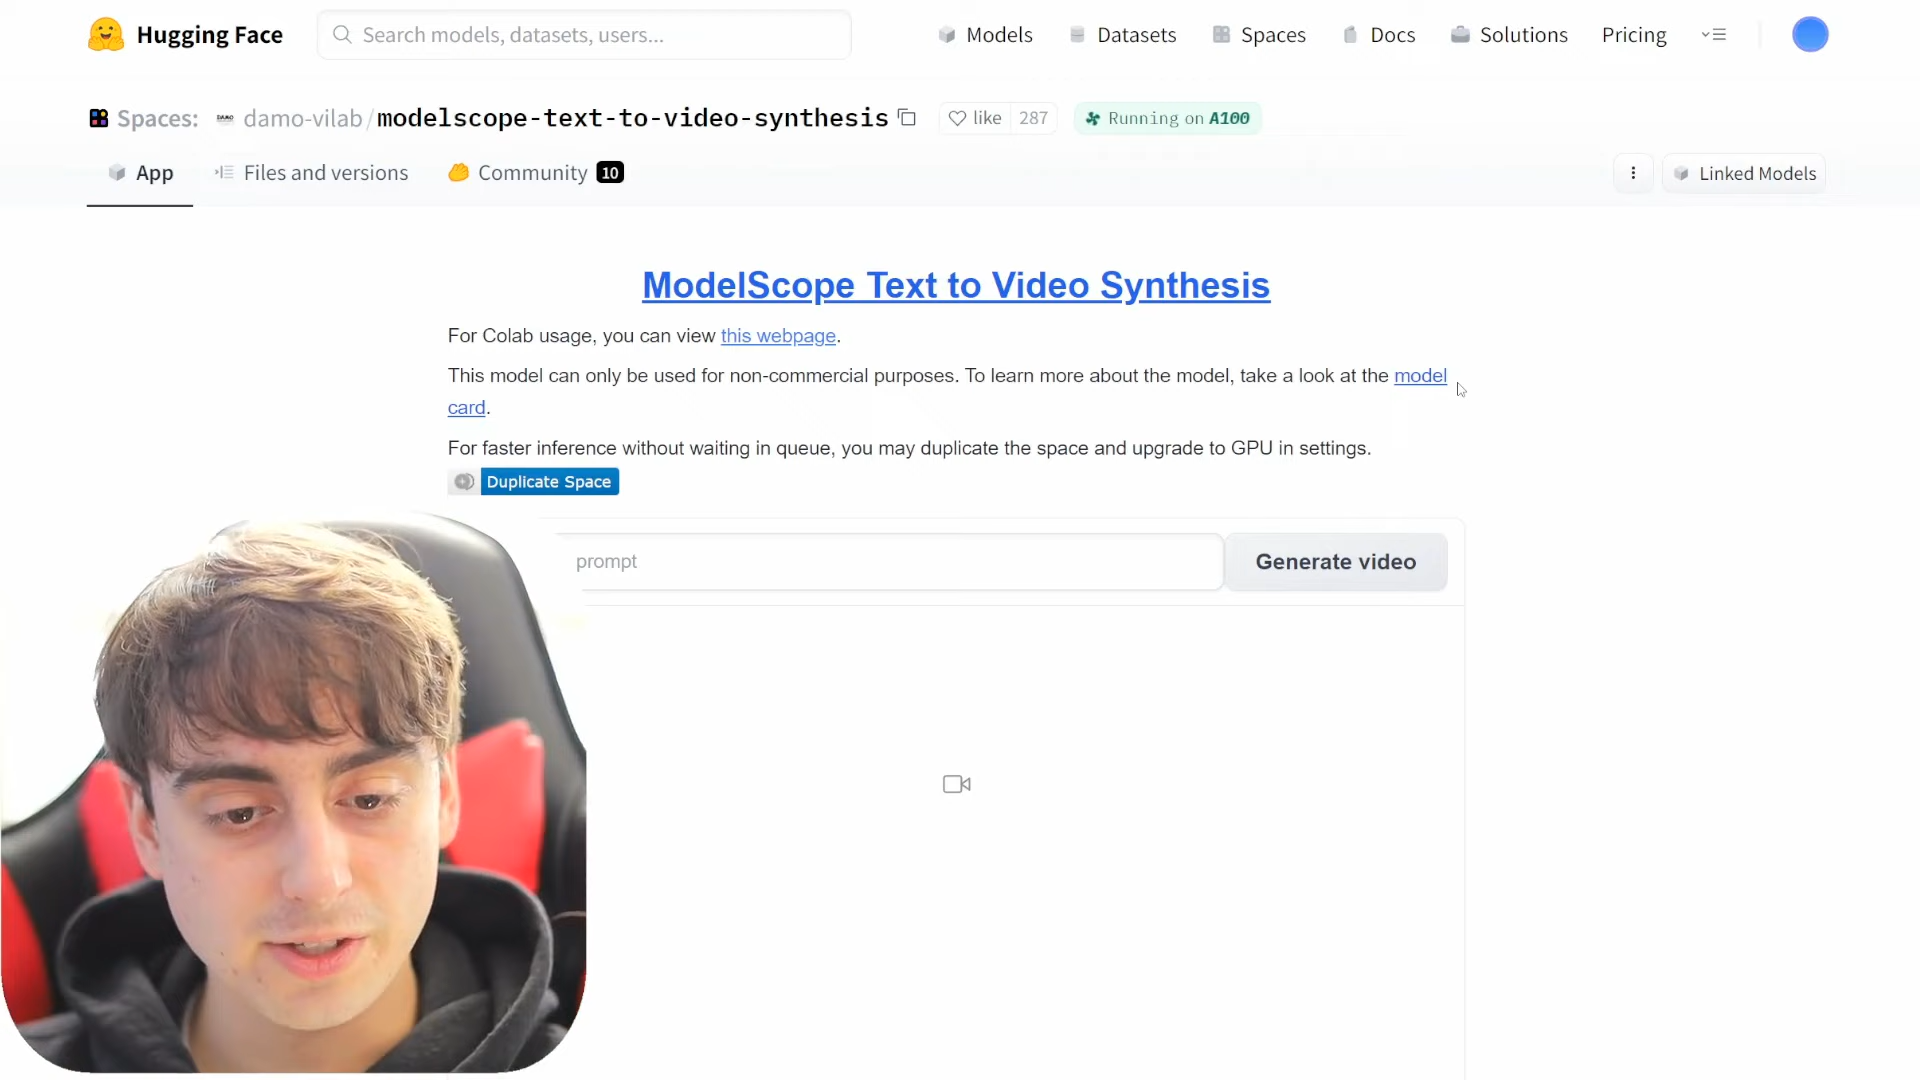 Hugging Face
Search models, datasets, users...
Models
Datasets
Spaces
Docs
Solutions
Pricing
Spaces:
DAMO
damo-vilab/modelscope-text-to-video-synthesis
like
287
Running on A100
App
Files and versions
Community
10
Linked Models
ModelScope Text to Video Synthesis
For Colab usage, you can view this webpage.
This model can only be used for non-commercial purposes. To learn more about the model, take a look at the model
card.
For faster inference without waiting in queue, you may duplicate the space and upgrade to GPU in settings.
Duplicate Space
prompt
Generate video